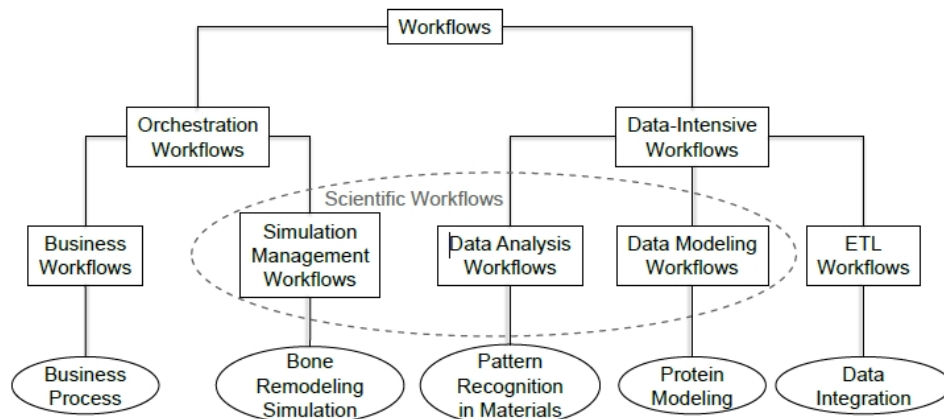 Workflows
Orchestration
Workflows
Data-Intensive
Workflows
Scientific Workflows
Business
Workflows
Simulation
Management
Workflows
Data Analysis
Workflows
Data Modeling
Workflows
ETL
Workflows
Business
Process
Bone
Remodeling
Simulation
Pattern
Recognition
in Materials
Protein
Modeling
Data
Integration